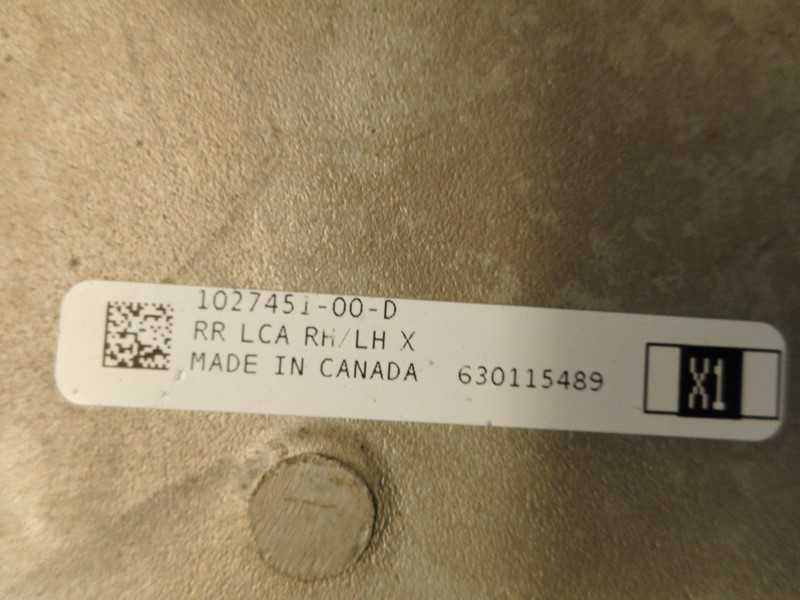 1027451-00-D
RR LCA RH/LH X
MADE IN CANADA 630115489
X1